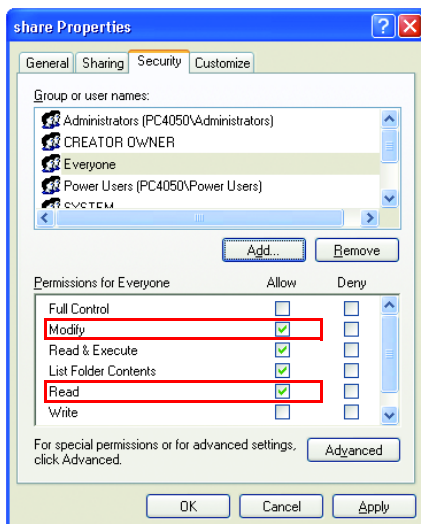 share Properties
General Sharing Security Customize
Group or user names:
Administrators (PC4050\Administrators)
CREATOR OWNER
Everyone
Power Users (PC4050\Power Users)
SYSTEM
Add... Remove
Permissions for Everyone Allow Deny
Full Control
Modify
Read & Execute
List Folder Contents
Read
Write
For special permissions or for advanced settings, Advanced
click Advanced.
OK Cancel Apply